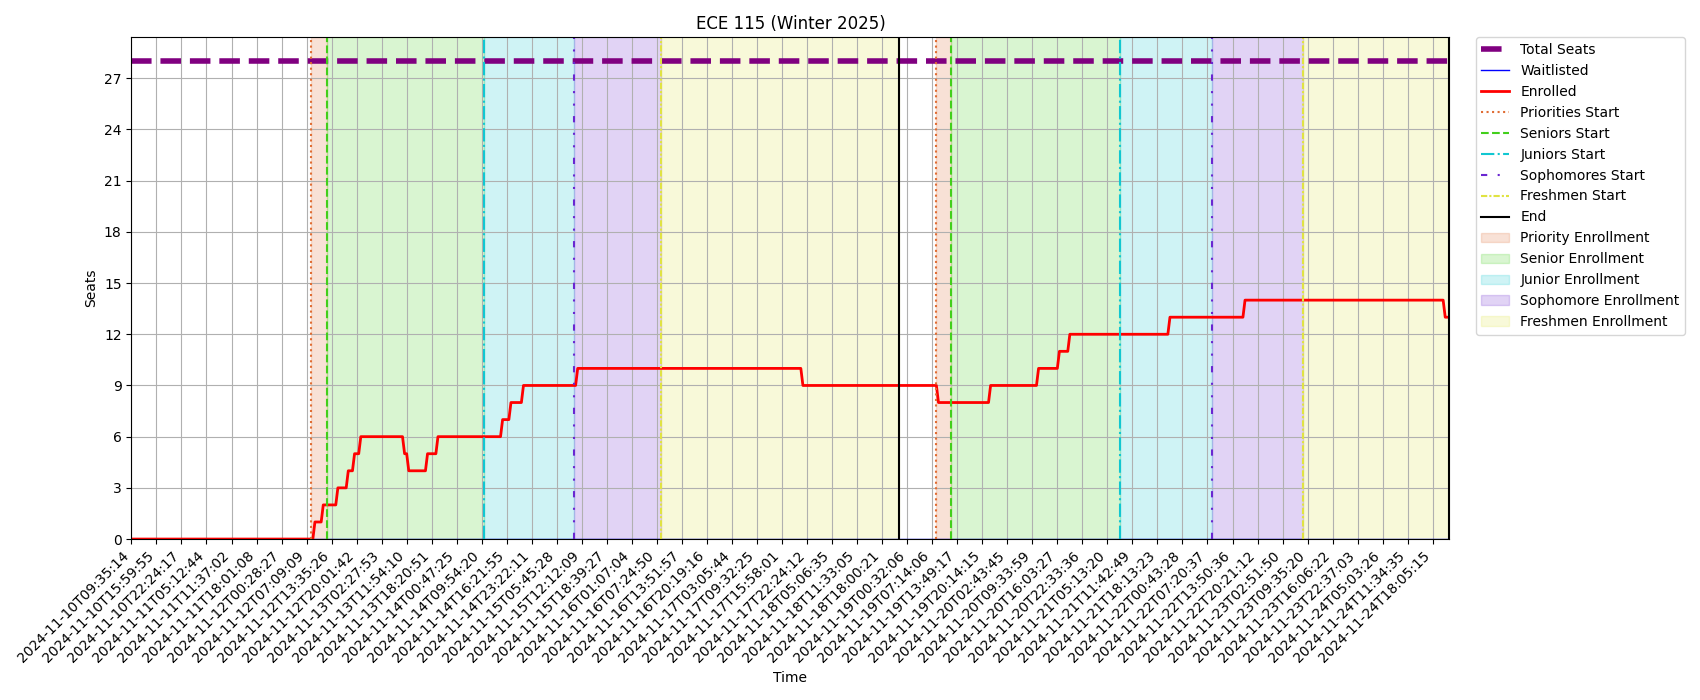 ECE 115 (Winter 2025)
Seats
27
24
21
18
15
12
9
6
3
0
2024-11-10T09:35:14
2024-11-10T15:59:55
2024-11-10T22:24:17
2024-11-11T05:12:44
2024-11-11T11:37:02
2024-11-11T18:01:08
2024-11-12T00:28:27
2024-11-12T07:09:09
2024-11-12T13:35:26
2024-11-12T20:01:42
2024-11-13T03:27:53
2024-11-13T11:54:10
2024-11-13T18:20:51
2024-11-14T00:47:25
2024-11-14T09:54:20
2024-11-14T16:21:55
2024-11-14T23:22:11
2024-11-15T05:45:28
2024-11-15T12:12:09
2024-11-15T18:39:27
2024-11-16T01:07:04
2024-11-16T07:24:50
2024-11-16T13:51:57
2024-11-16T20:19:16
2024-11-17T03:05:44
2024-11-17T09:32:25
2024-11-17T15:58:01
2024-11-17T22:24:12
2024-11-18T05:06:35
2024-11-18T11:33:05
2024-11-18T18:00:21
2024-11-19T00:32:06
2024-11-19T07:14:06
2024-11-19T13:49:17
2024-11-19T20:14:15
2024-11-20T02:43:45
2024-11-20T09:33:59
2024-11-20T16:03:27
2024-11-20T22:33:36
2024-11-21T05:13:20
2024-11-21T11:42:49
2024-11-21T18:13:23
2024-11-22T00:43:28
2024-11-22T07:20:37
2024-11-22T13:50:36
2024-11-22T20:21:12
2024-11-23T02:51:50
2024-11-23T09:35:20
2024-11-23T16:06:22
2024-11-23T22:37:03
2024-11-24T05:03:26
2024-11-24T11:34:35
2024-11-24T18:05:15
Time
Total Seats
Waitlisted
Enrolled
Priorities Start
Seniors Start
Juniors Start
Sophomores Start
Freshmen Start
End
Priority Enrollment
Senior Enrollment
Junior Enrollment
Sophomore Enrollment
Freshmen Enrollment